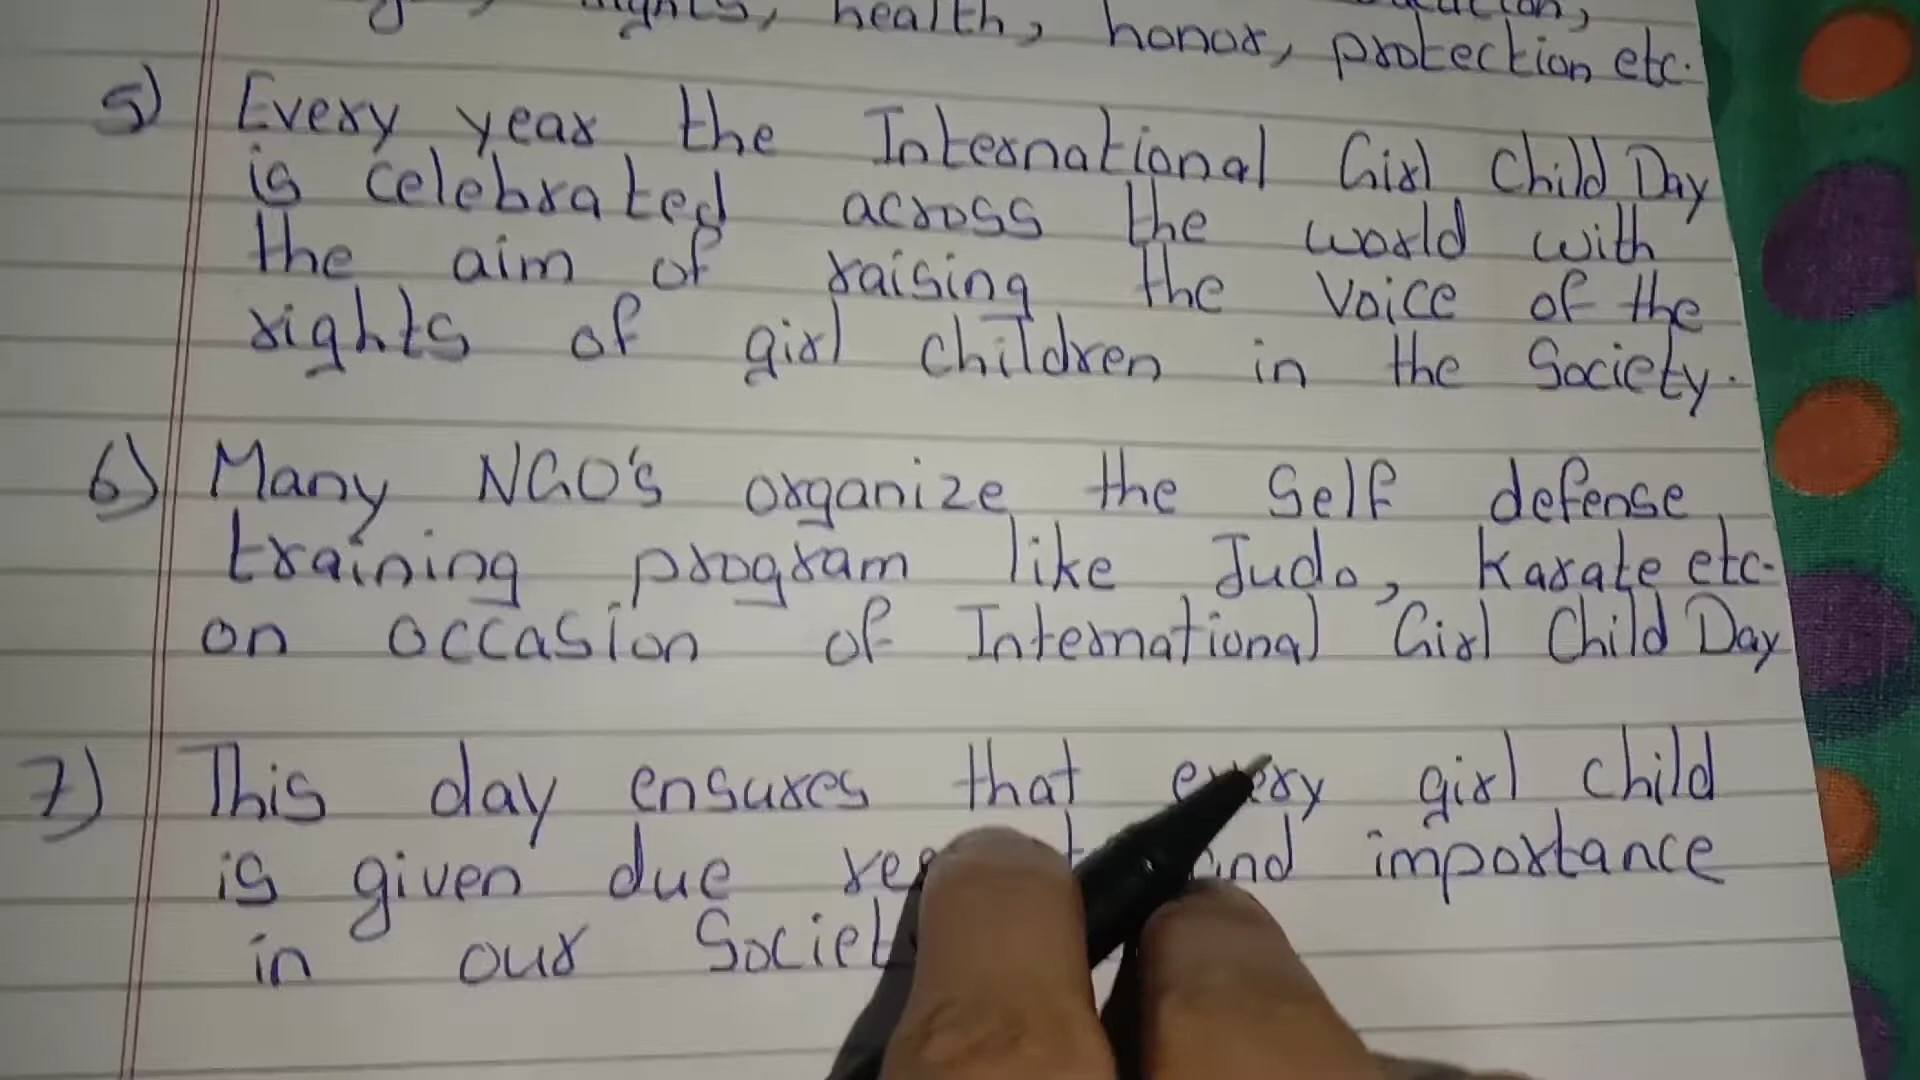 health, honor, protection etc.
5) Every year the International Girl Child Day
is celebrated across the world with
the aim of raising the Voice of the
rights of girl children in the Society.
6) Many NGO's organize the Self defense
training program like Judo, Karate etc.
on occasion of International Girl Child Day
7) This day ensures that every girl child
is given due and importance
in our